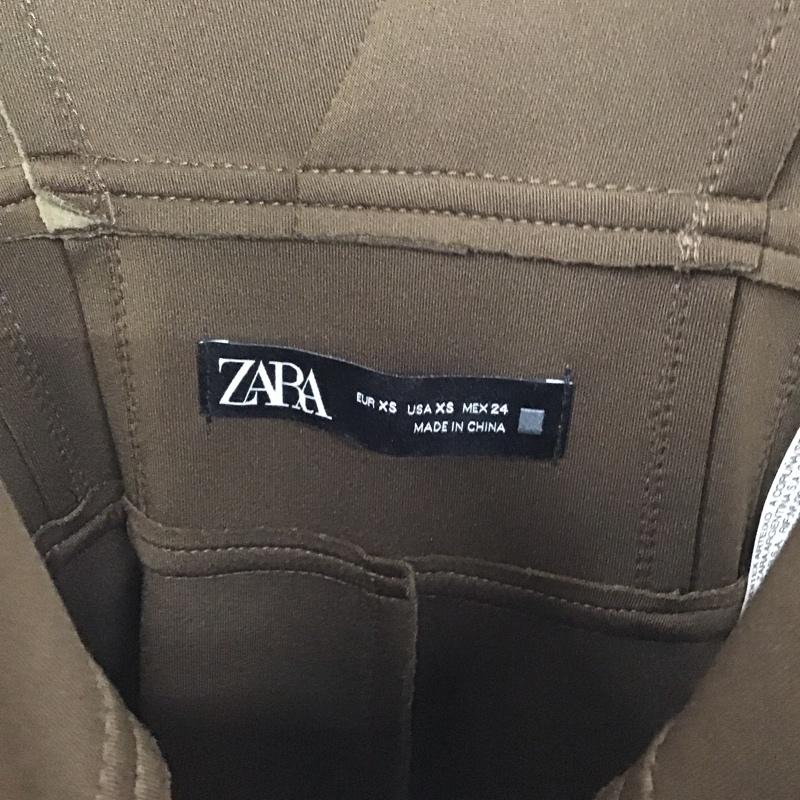 ZARA
EUR XS USA XS MEX 24
MADE IN CHINA